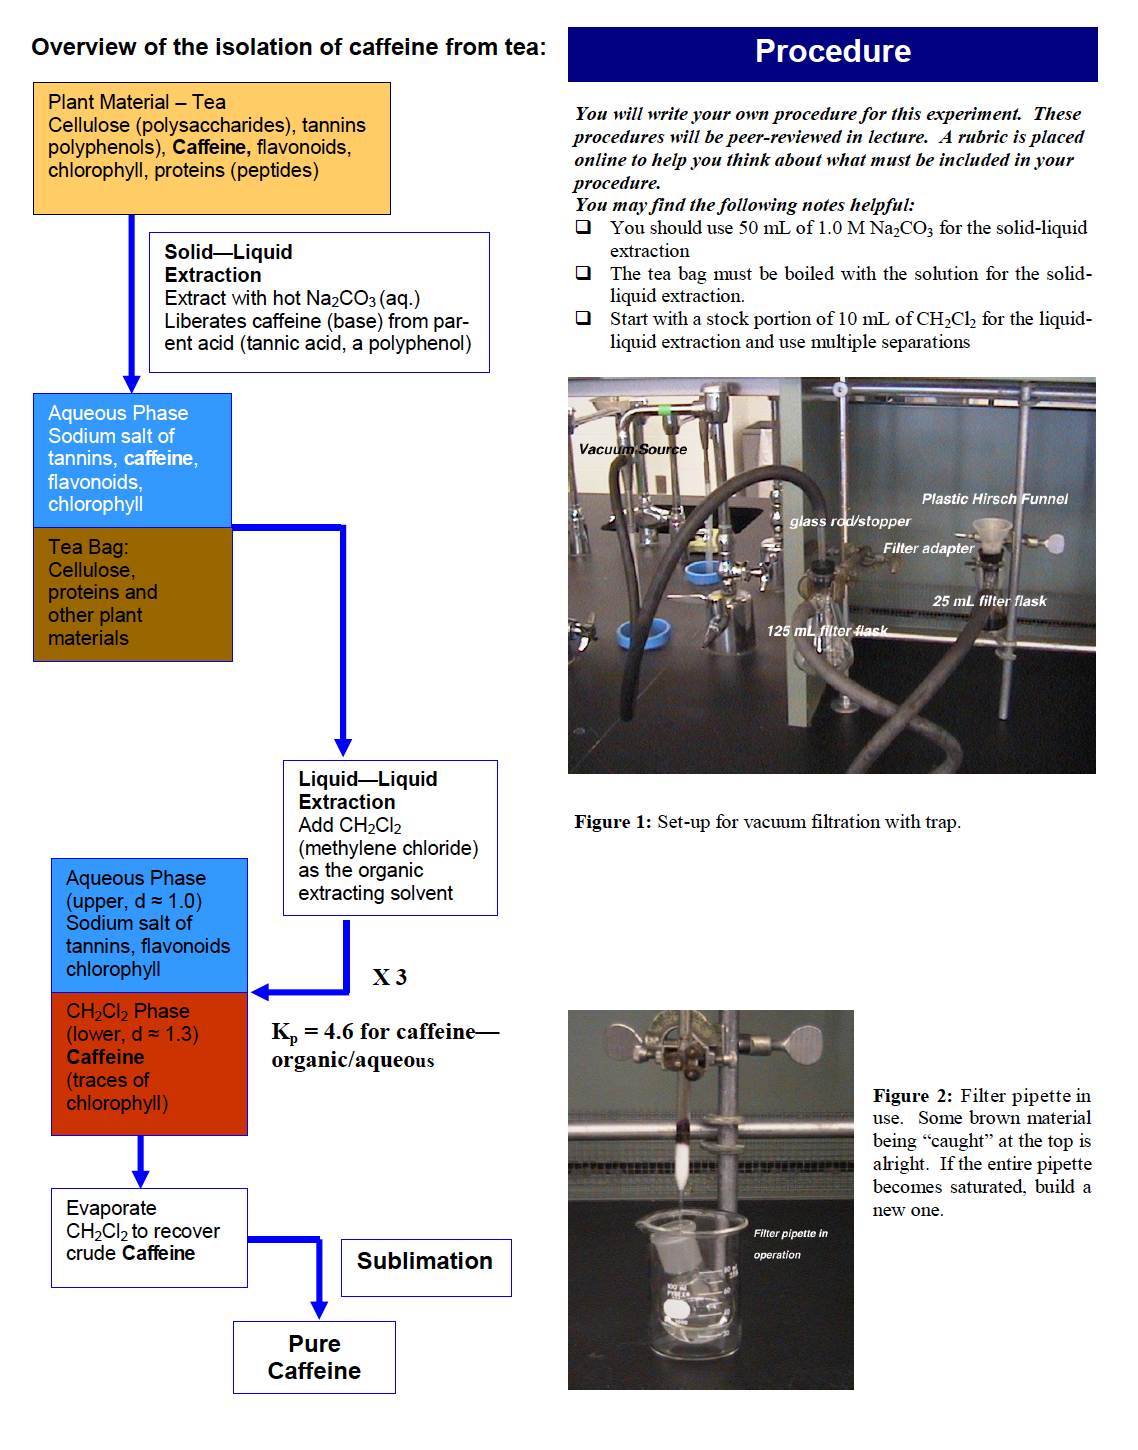 Overview of the isolation of caffeine from tea:
Plant Material – Tea
Cellulose (polysaccharides), tannins
polyphenols), Caffeine, flavonoids,
chlorophyll, proteins (peptides)
Solid—Liquid
Extraction
Extract with hot Na₂CO₃ (aq.)
Liberates caffeine (base) from par-
ent acid (tannic acid, a polyphenol)
Aqueous Phase
Sodium salt of
tannins, caffeine,
flavonoids,
chlorophyll
Tea Bag:
Cellulose,
proteins and
other plant
materials
Liquid—Liquid
Extraction
Add CH₂Cl₂
(methylene chloride)
as the organic
extracting solvent
Aqueous Phase
(upper, d ≈ 1.0)
Sodium salt of
tannins, flavonoids
chlorophyll
X 3
CH₂Cl₂ Phase
(lower, d ≈ 1.3)
Caffeine
(traces of
chlorophyll)
Kₚ = 4.6 for caffeine—
organic/aqueous
Evaporate
CH₂Cl₂ to recover
crude Caffeine
Sublimation
Pure
Caffeine
Procedure
You will write your own procedure for this experiment. These
procedures will be peer-reviewed in lecture. A rubric is placed
online to help you think about what must be included in your
procedure.
You may find the following notes helpful:
❑ You should use 50 mL of 1.0 M Na₂CO₃ for the solid-liquid
extraction
❑ The tea bag must be boiled with the solution for the solid-
liquid extraction.
❑ Start with a stock portion of 10 mL of CH₂Cl₂ for the liquid-
liquid extraction and use multiple separations
Vacuum Source
Plastic Hirsch Funnel
glass rod/stopper
Filter adapter
25 mL filter flask
125 mL filter flask
Figure 1: Set-up for vacuum filtration with trap.
Filter pipette in
operation
100 ml
PYREX
80 ml
60
40
20
Figure 2: Filter pipette in
use. Some brown material
being “caught” at the top is
alright. If the entire pipette
becomes saturated, build a
new one.